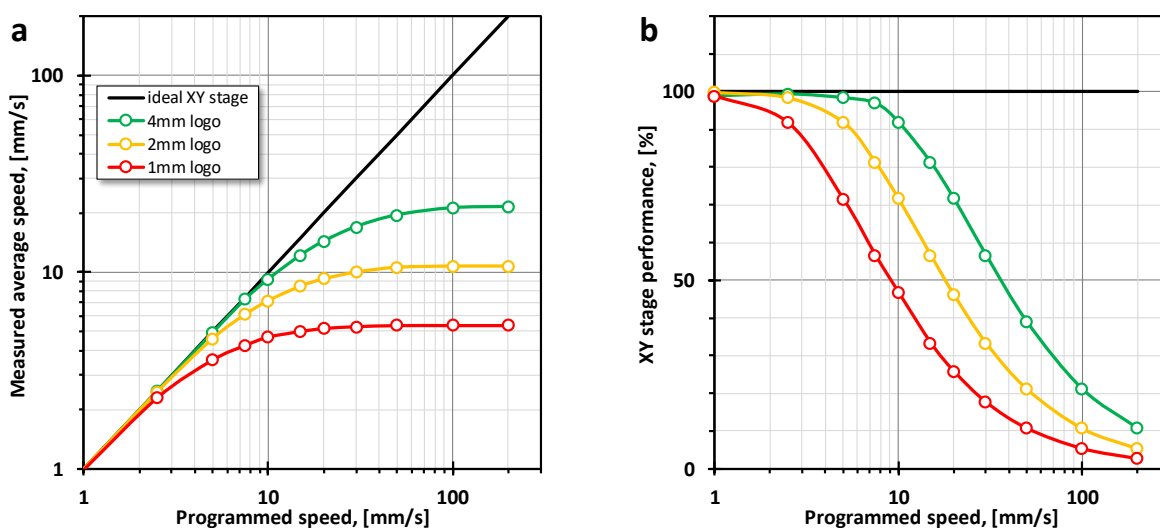 a
Measured average speed, [mm/s]
100
10
1
ideal XY stage
4mm logo
2mm logo
1mm logo
1 10 100
Programmed speed, [mm/s]
b
XY stage performance, [%]
100
50
0
1 10 100
Programmed speed, [mm/s]